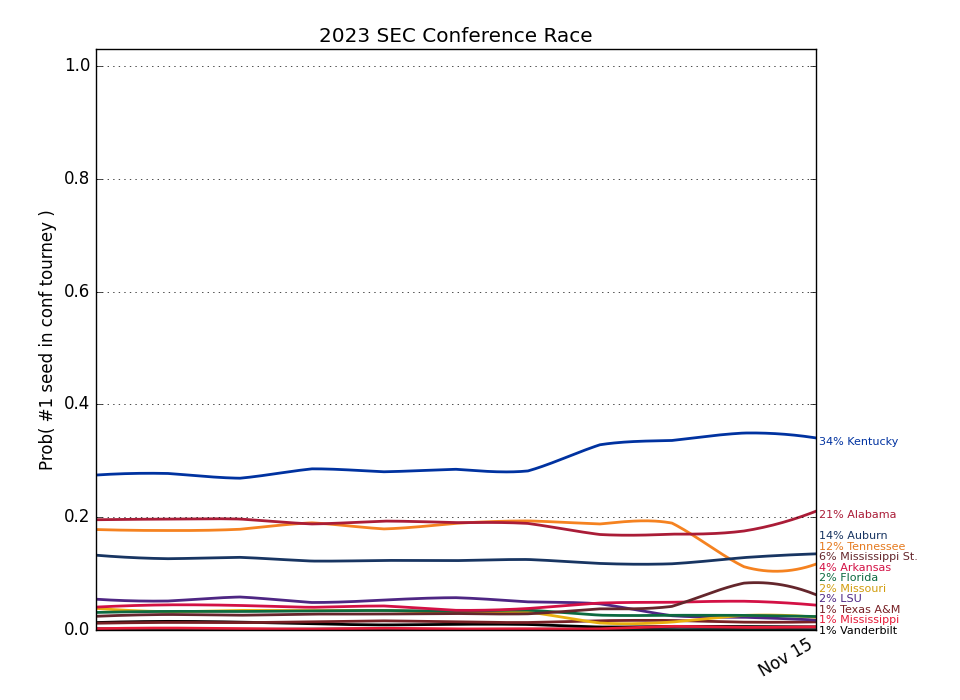 2023 SEC Conference Race
Prob( #1 seed in conf tourney )
1.0
0.8
0.6
0.4
0.2
0.0
34% Kentucky
21% Alabama
14% Auburn
12% Tennessee
6% Mississippi St.
4% Arkansas
2% Florida
2% Missouri
2% LSU
1% Texas A&M
1% Mississippi
1% Vanderbilt
Nov 15